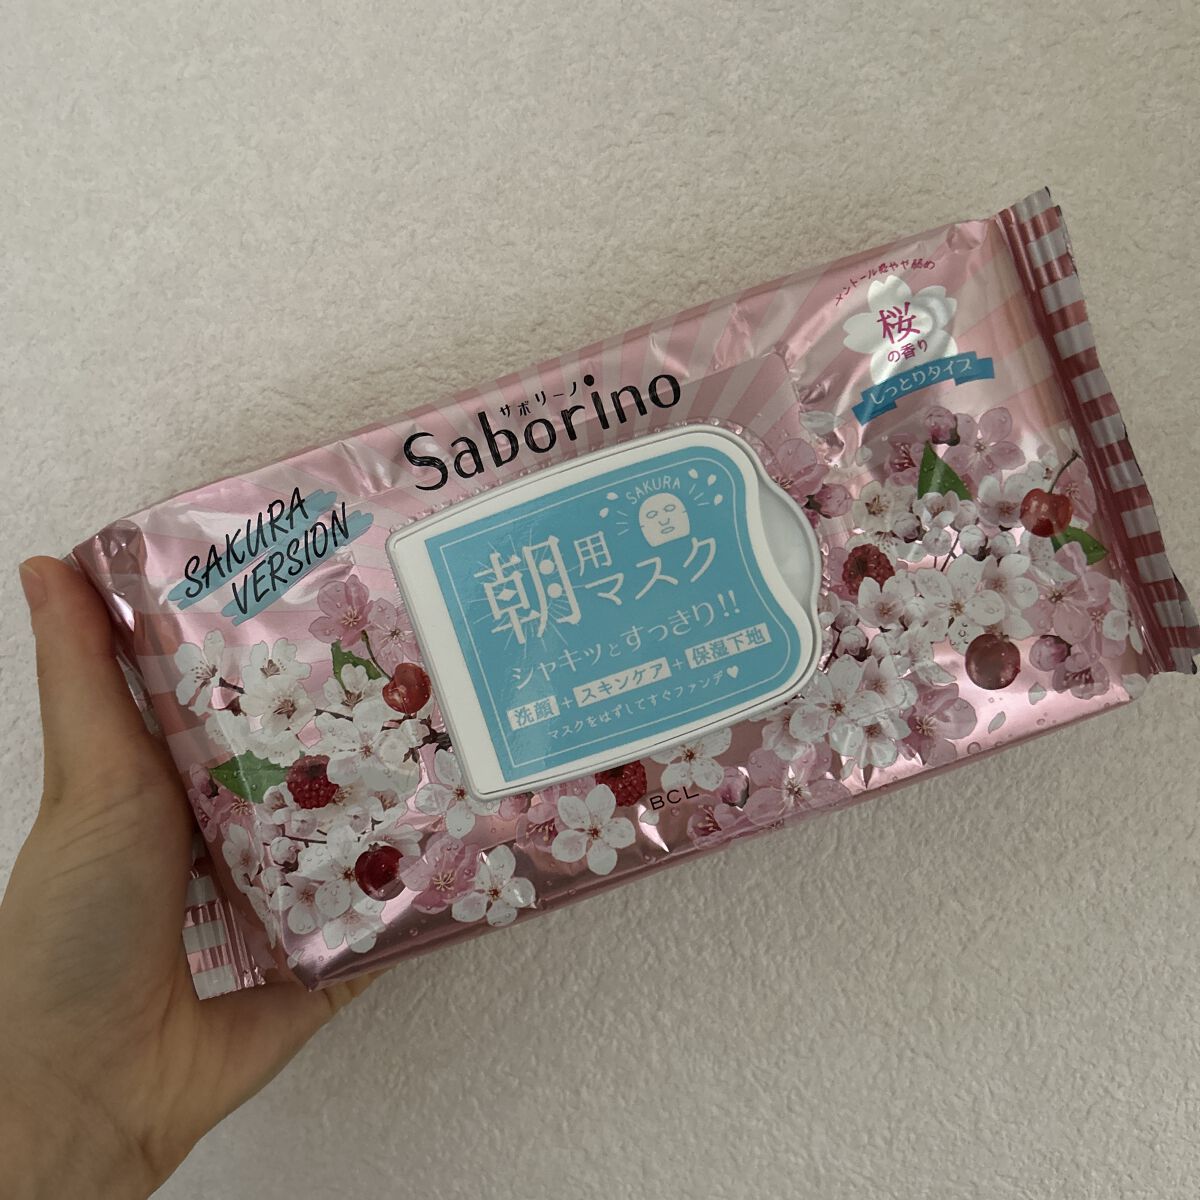 メントール感やや弱め
桜
の香り
しっとりタイプ
サボリーノ
Saborino
SAKURA
VERSION
SAKURA
朝用マスク
シャキッとすっきり!!
洗顔+スキンケア+保湿下地
マスクをはずしてすぐファンデ♥
BCL